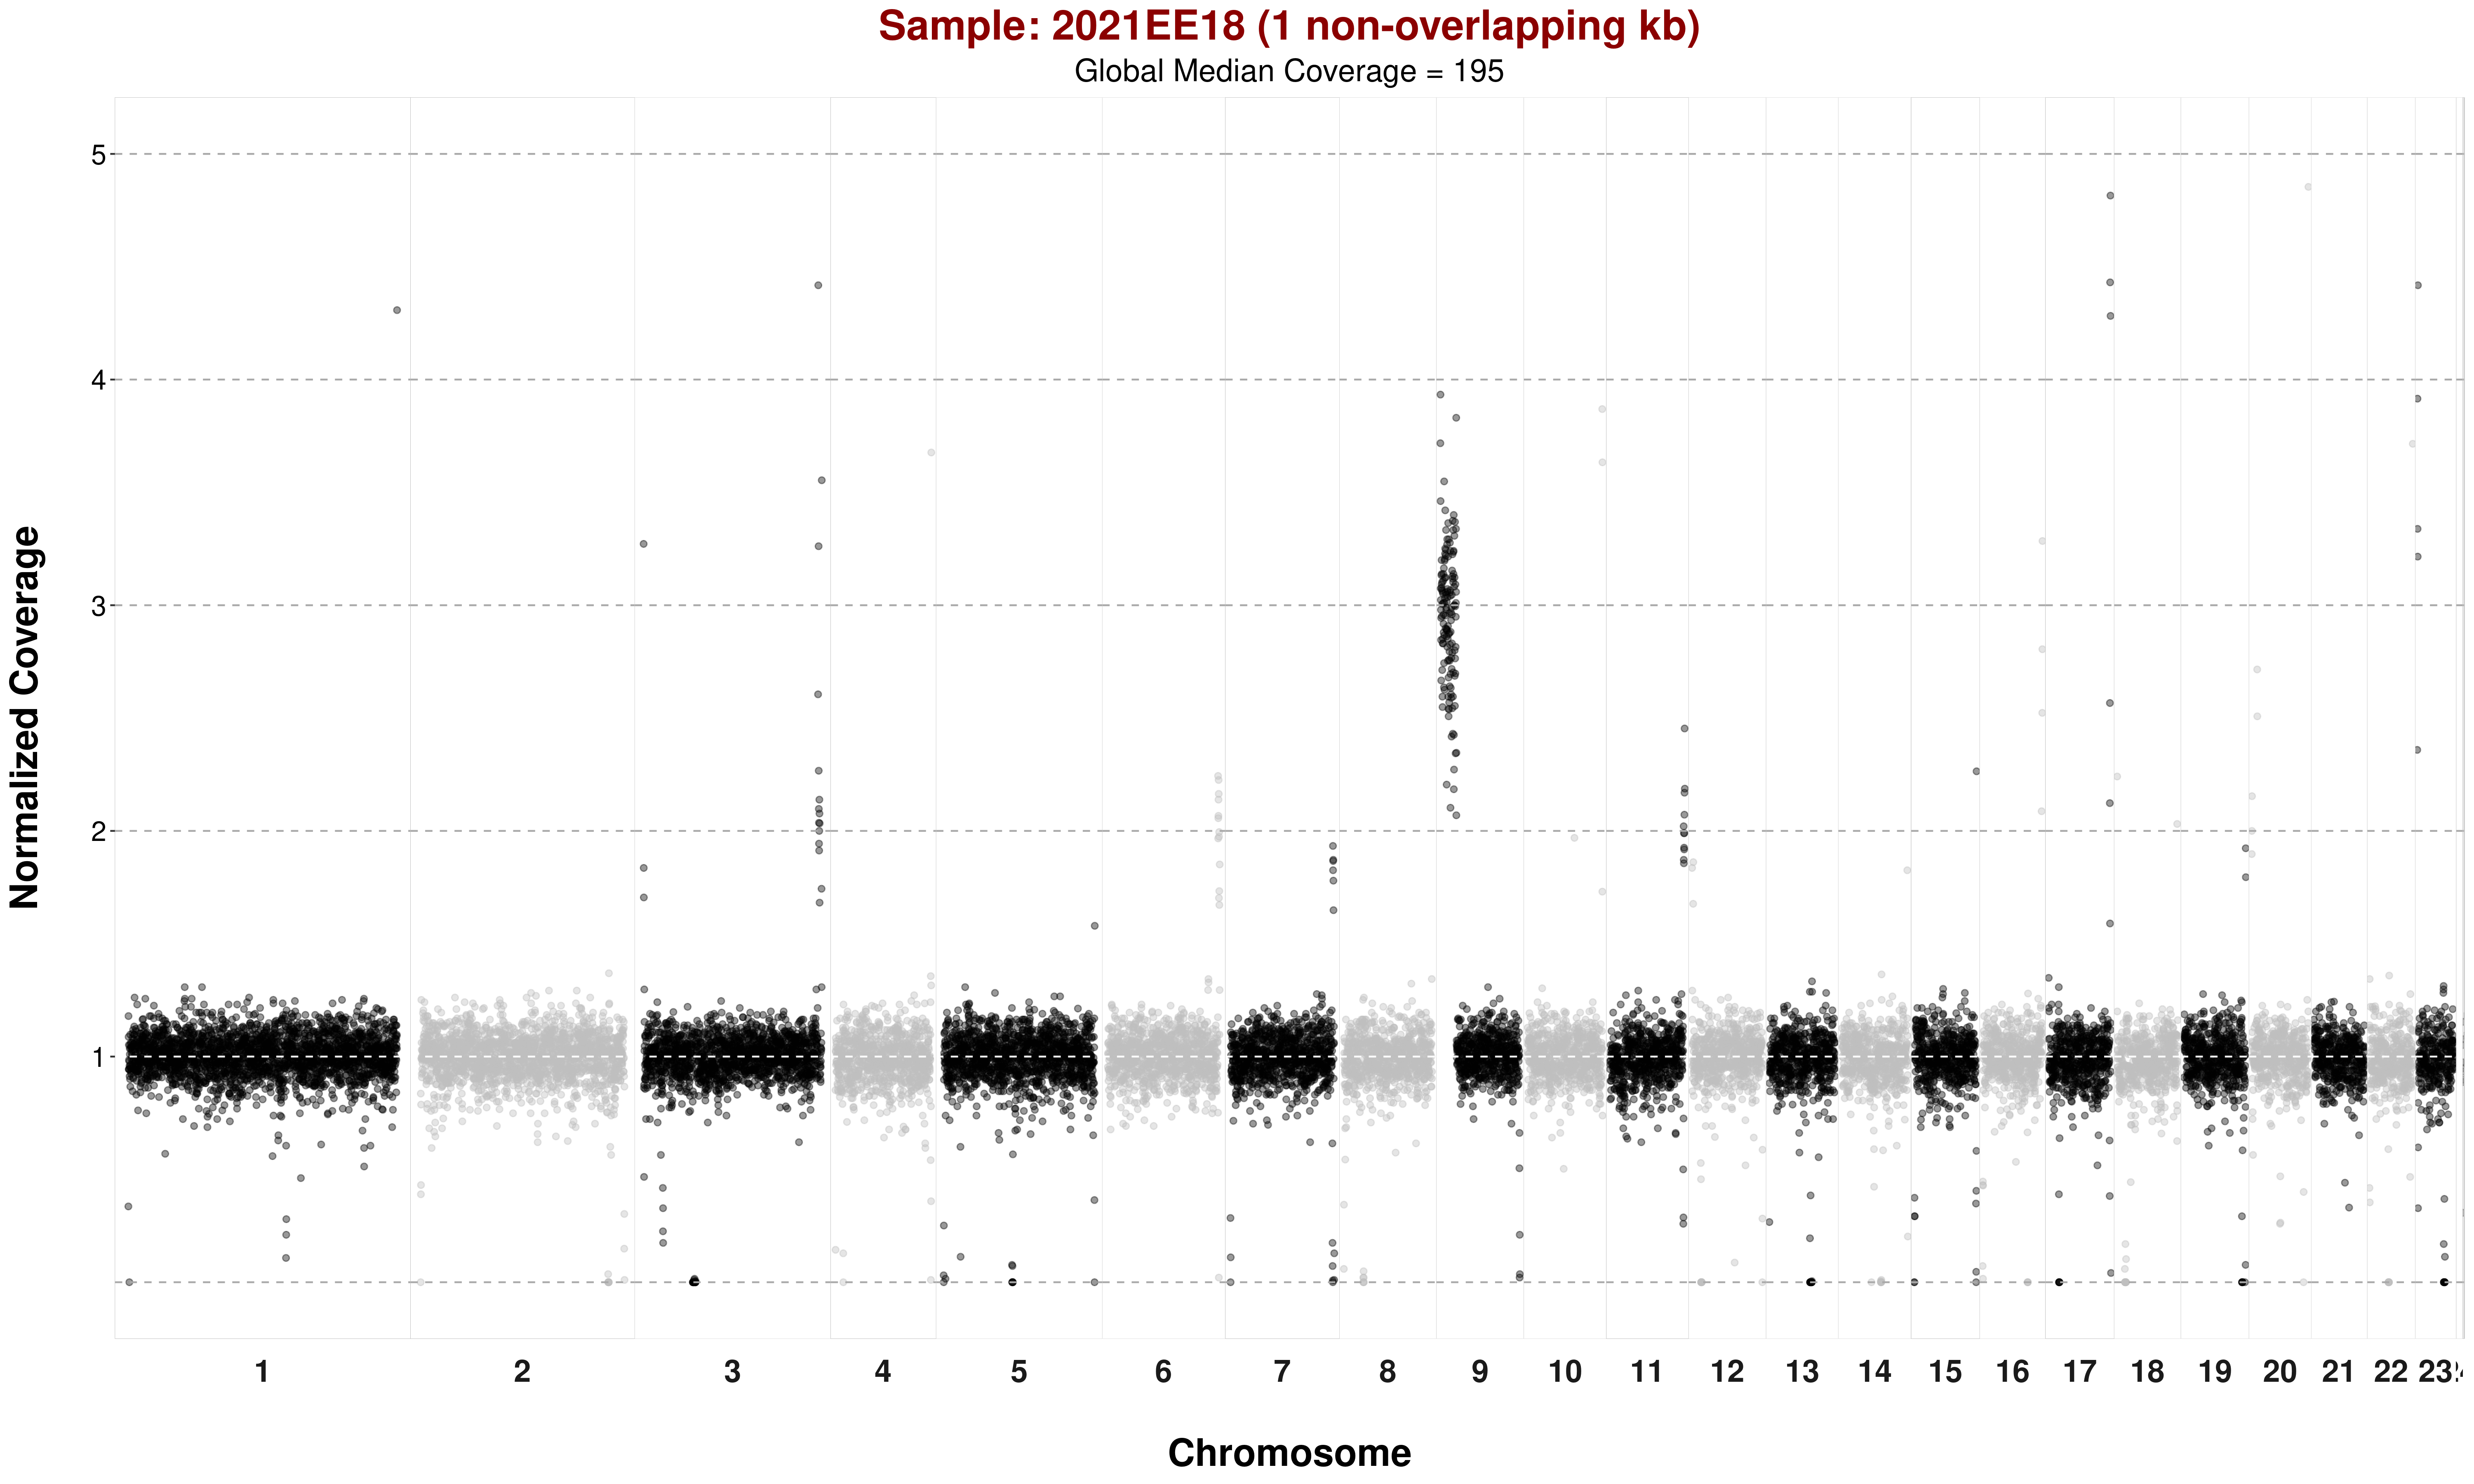 Sample: 2021EE18 (1 non-overlapping kb)
Global Median Coverage = 195
Normalized Coverage
5
4
3
2
1
1 2 3 4 5 6 7 8 9 10 11 12 13 14 15 16 17 18 19 20 21 22 23
Chromosome